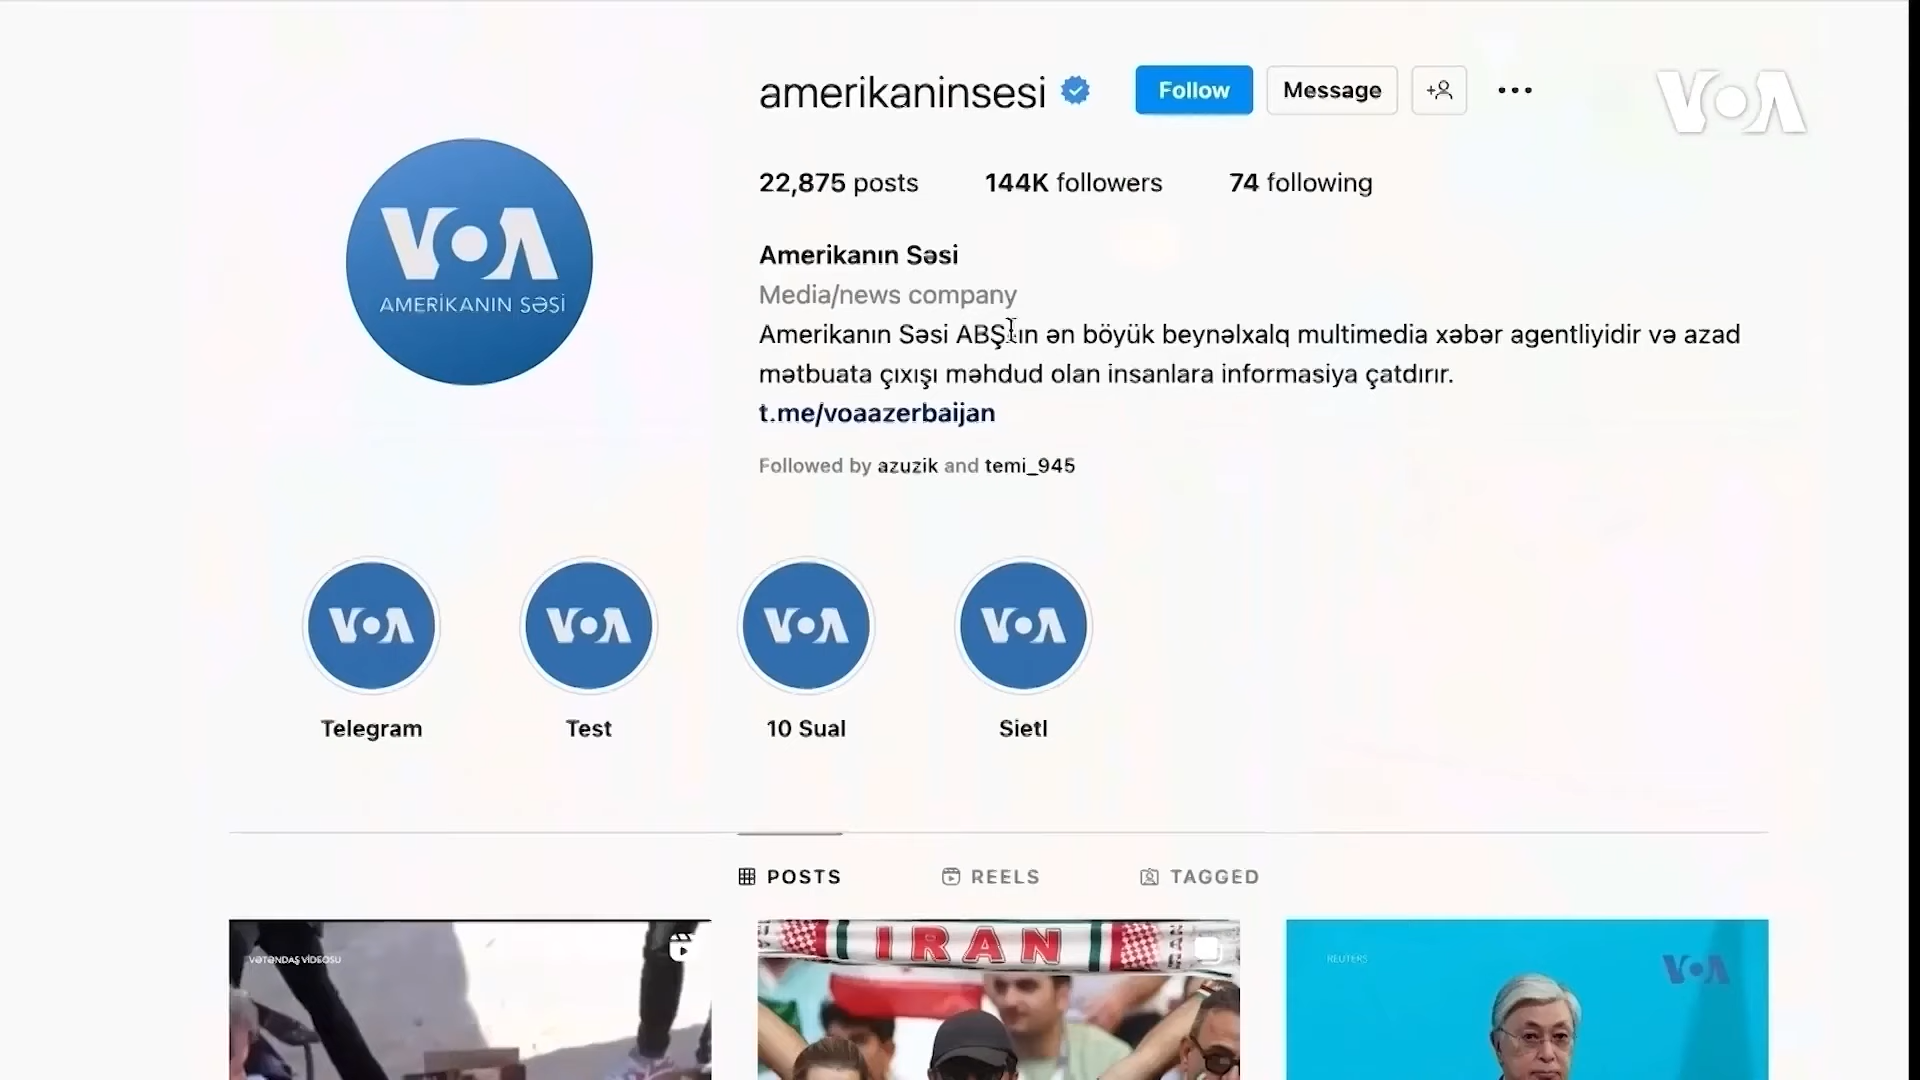 amerikaninsesi
Follow
Message
VOA
22,875 posts
144K followers
74 following
VOA
AMERİKANIN SƏSİ
Amerikanın Səsi
Media/news company
Amerikanın Səsi ABŞ-ın ən böyük beynəlxalq multimedia xəbər agentliyidir və azad
mətbuata çıxışı məhdud olan insanlara informasiya çatdırır.
t.me/voaazerbaijan
Followed by azuzik and temi_945
VOA
VOA
VOA
VOA
Telegram
Test
10 Sual
Sietl
POSTS
REELS
TAGGED
VƏTƏNDAŞ VİDEOSU
IRAN
IRAN
REUTERS
VOA